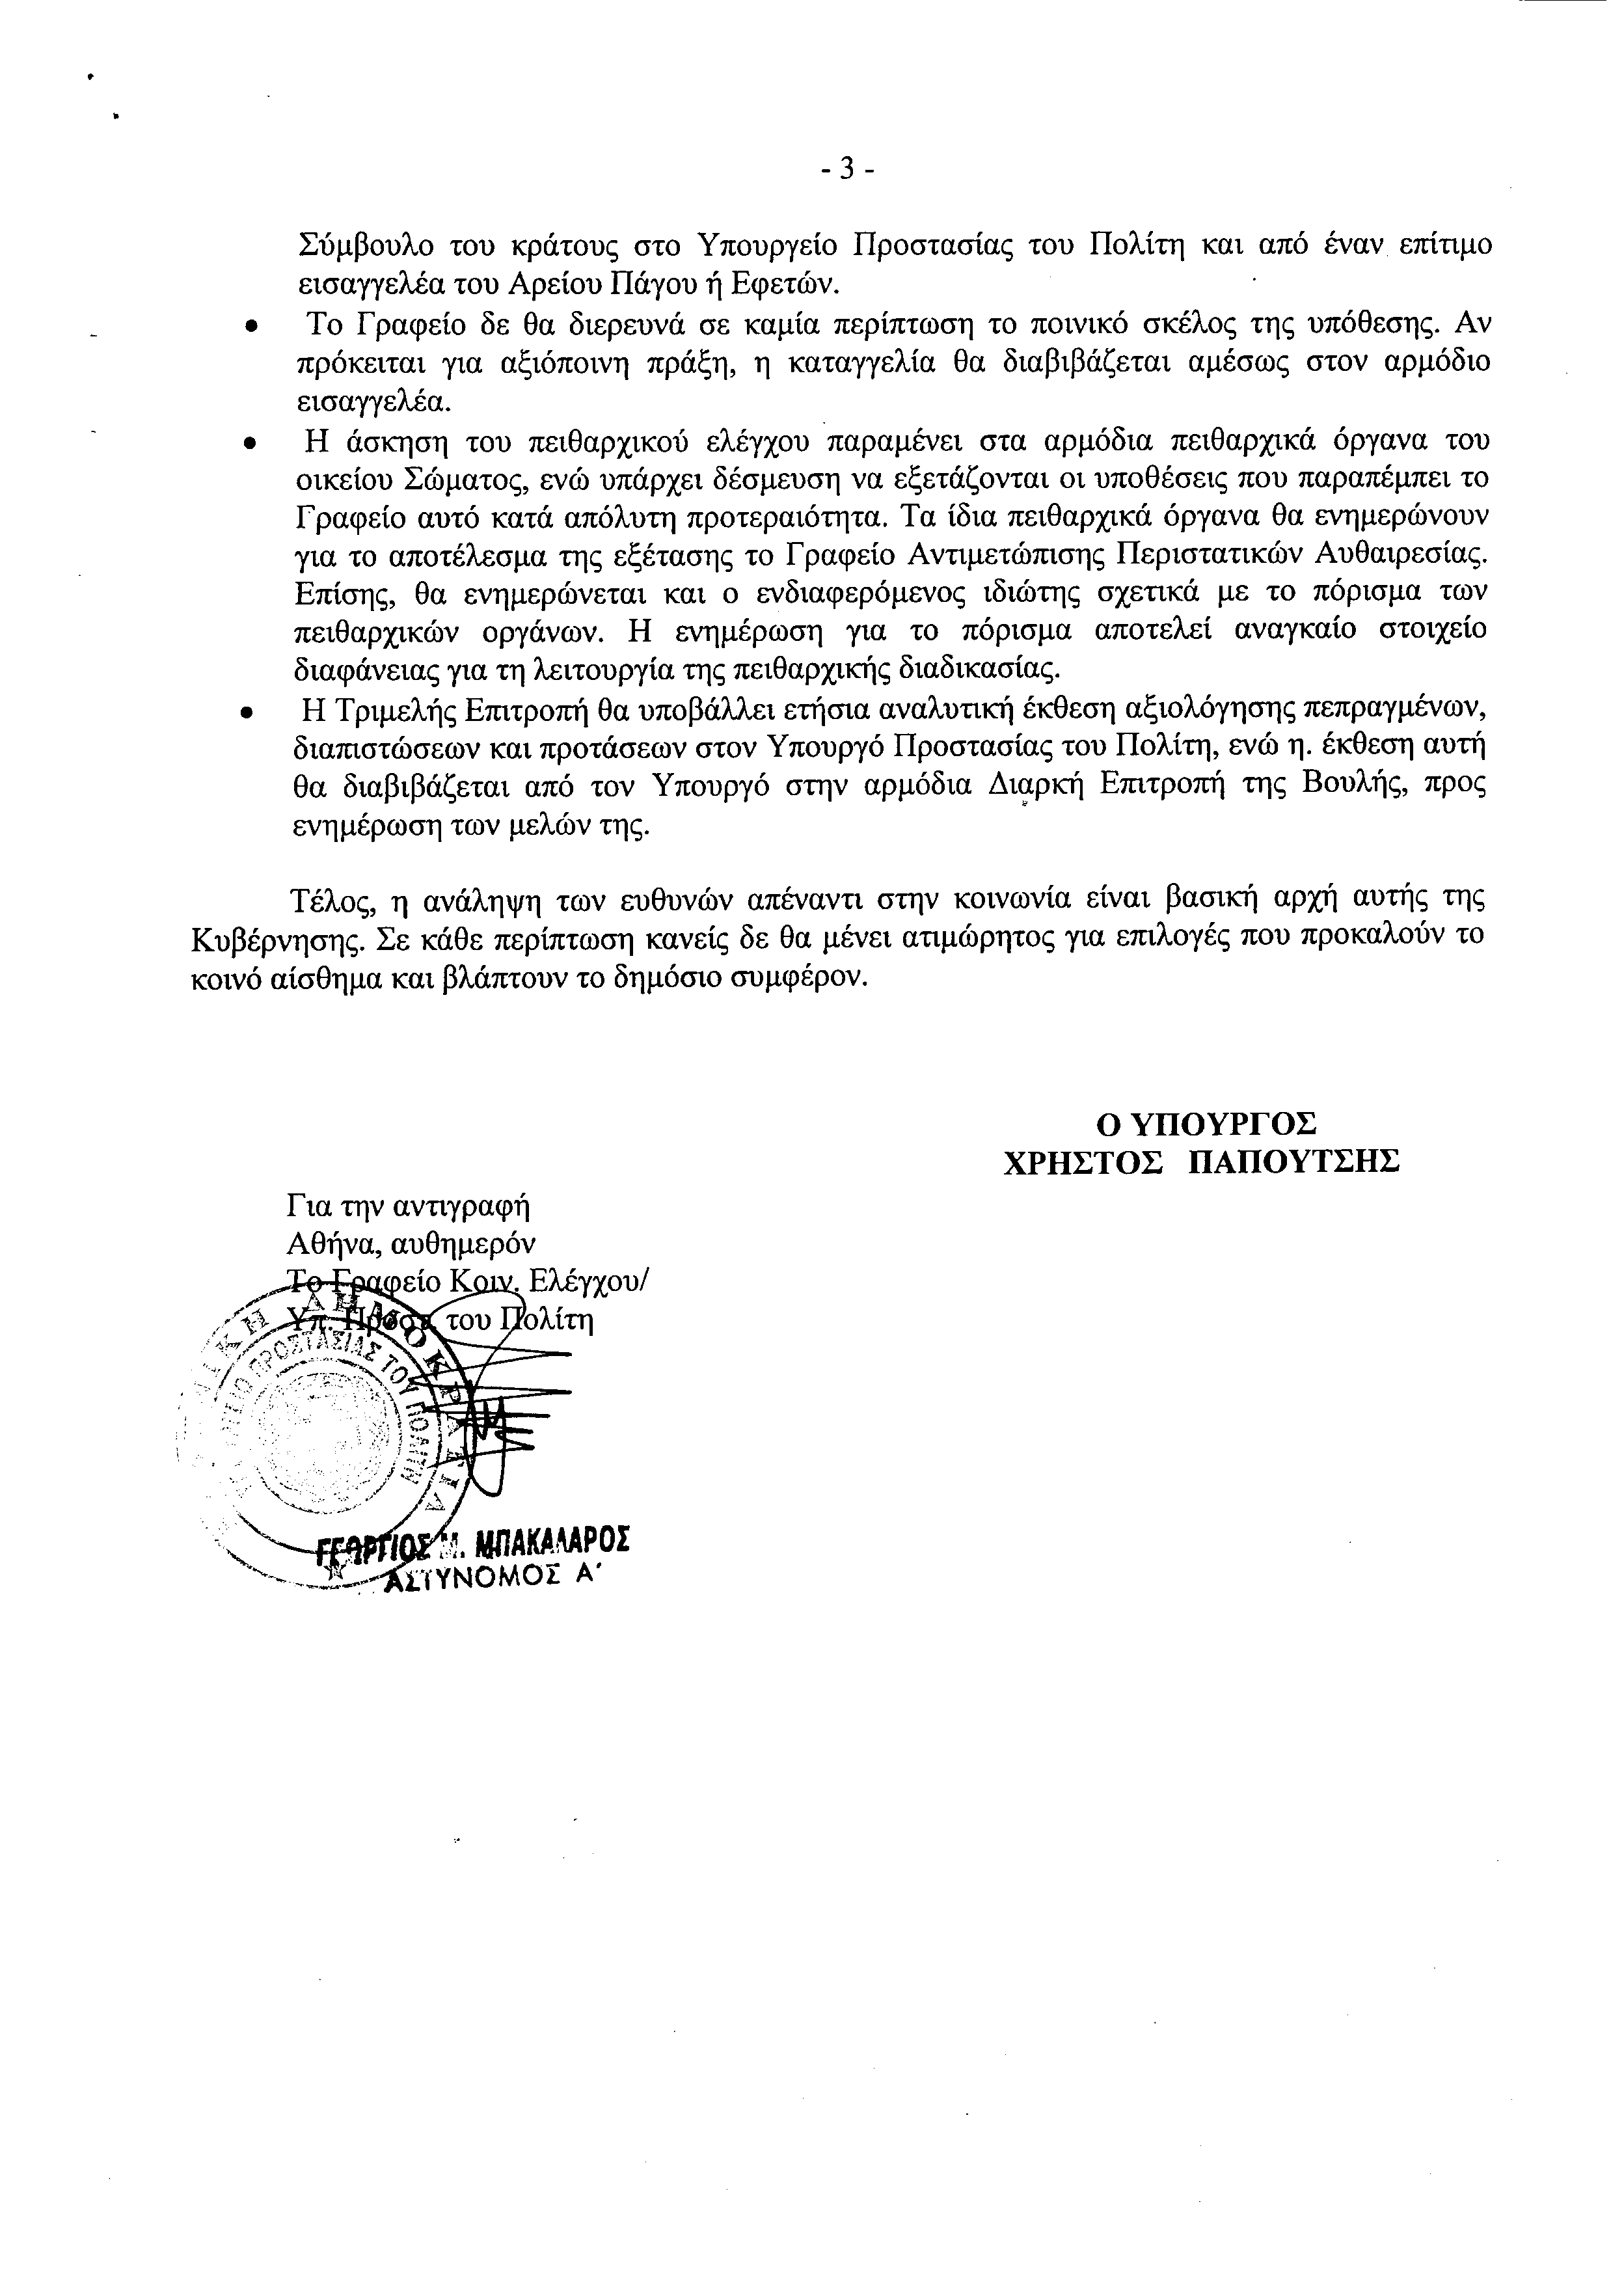 - 3 -
Σύμβουλο του κράτους στο Υπουργείο Προστασίας του Πολίτη και από έναν επίτιμο
εισαγγελέα του Αρείου Πάγου ή Εφετών.
• Το Γραφείο δε θα διερευνά σε καμία περίπτωση το ποινικό σκέλος της υπόθεσης. Αν
πρόκειται για αξιόποινη πράξη, η καταγγελία θα διαβιβάζεται αμέσως στον αρμόδιο
εισαγγελέα.
• Η άσκηση του πειθαρχικού ελέγχου παραμένει στα αρμόδια πειθαρχικά όργανα του
οικείου Σώματος, ενώ υπάρχει δέσμευση να εξετάζονται οι υποθέσεις που παραπέμπει το
Γραφείο αυτό κατά απόλυτη προτεραιότητα. Τα ίδια πειθαρχικά όργανα θα ενημερώνουν
για το αποτέλεσμα της εξέτασης το Γραφείο Αντιμετώπισης Περιστατικών Αυθαιρεσίας.
Επίσης, θα ενημερώνεται και ο ενδιαφερόμενος ιδιώτης σχετικά με το πόρισμα των
πειθαρχικών οργάνων. Η ενημέρωση για το πόρισμα αποτελεί αναγκαίο στοιχείο
διαφάνειας για τη λειτουργία της πειθαρχικής διαδικασίας.
• Η Τριμελής Επιτροπή θα υποβάλλει ετήσια αναλυτική έκθεση αξιολόγησης πεπραγμένων,
διαπιστώσεων και προτάσεων στον Υπουργό Προστασίας του Πολίτη, ενώ η. έκθεση αυτή
θα διαβιβάζεται από τον Υπουργό στην αρμόδια Διαρκή Επιτροπή της Βουλής, προς
ενημέρωση των μελών της.
Τέλος, η ανάληψη των ευθυνών απέναντι στην κοινωνία είναι βασική αρχή αυτής της
Κυβέρνησης. Σε κάθε περίπτωση κανείς δε θα μένει ατιμώρητος για επιλογές που προκαλούν το
κοινό αίσθημα και βλάπτουν το δημόσιο συμφέρον.
Ο ΥΠΟΥΡΓΟΣ
ΧΡΗΣΤΟΣ ΠΑΠΟΥΤΣΗΣ
Για την αντιγραφή
Αθήνα, αυθημερόν
Το Γραφείο Κοιν. Ελέγχου/
Υπ. Προστ. του Πολίτη
ΔΗΜΟΚΡΑΤΙΑ
ΠΡΟΣΤΑΣΙΑΣ ΤΟΥ ΠΟΛΙΤΗ
ΓΕΩΡΓΙΟΣ Μ. ΜΠΑΚΑΛΑΡΟΣ
ΑΣΤΥΝΟΜΟΣ Α'